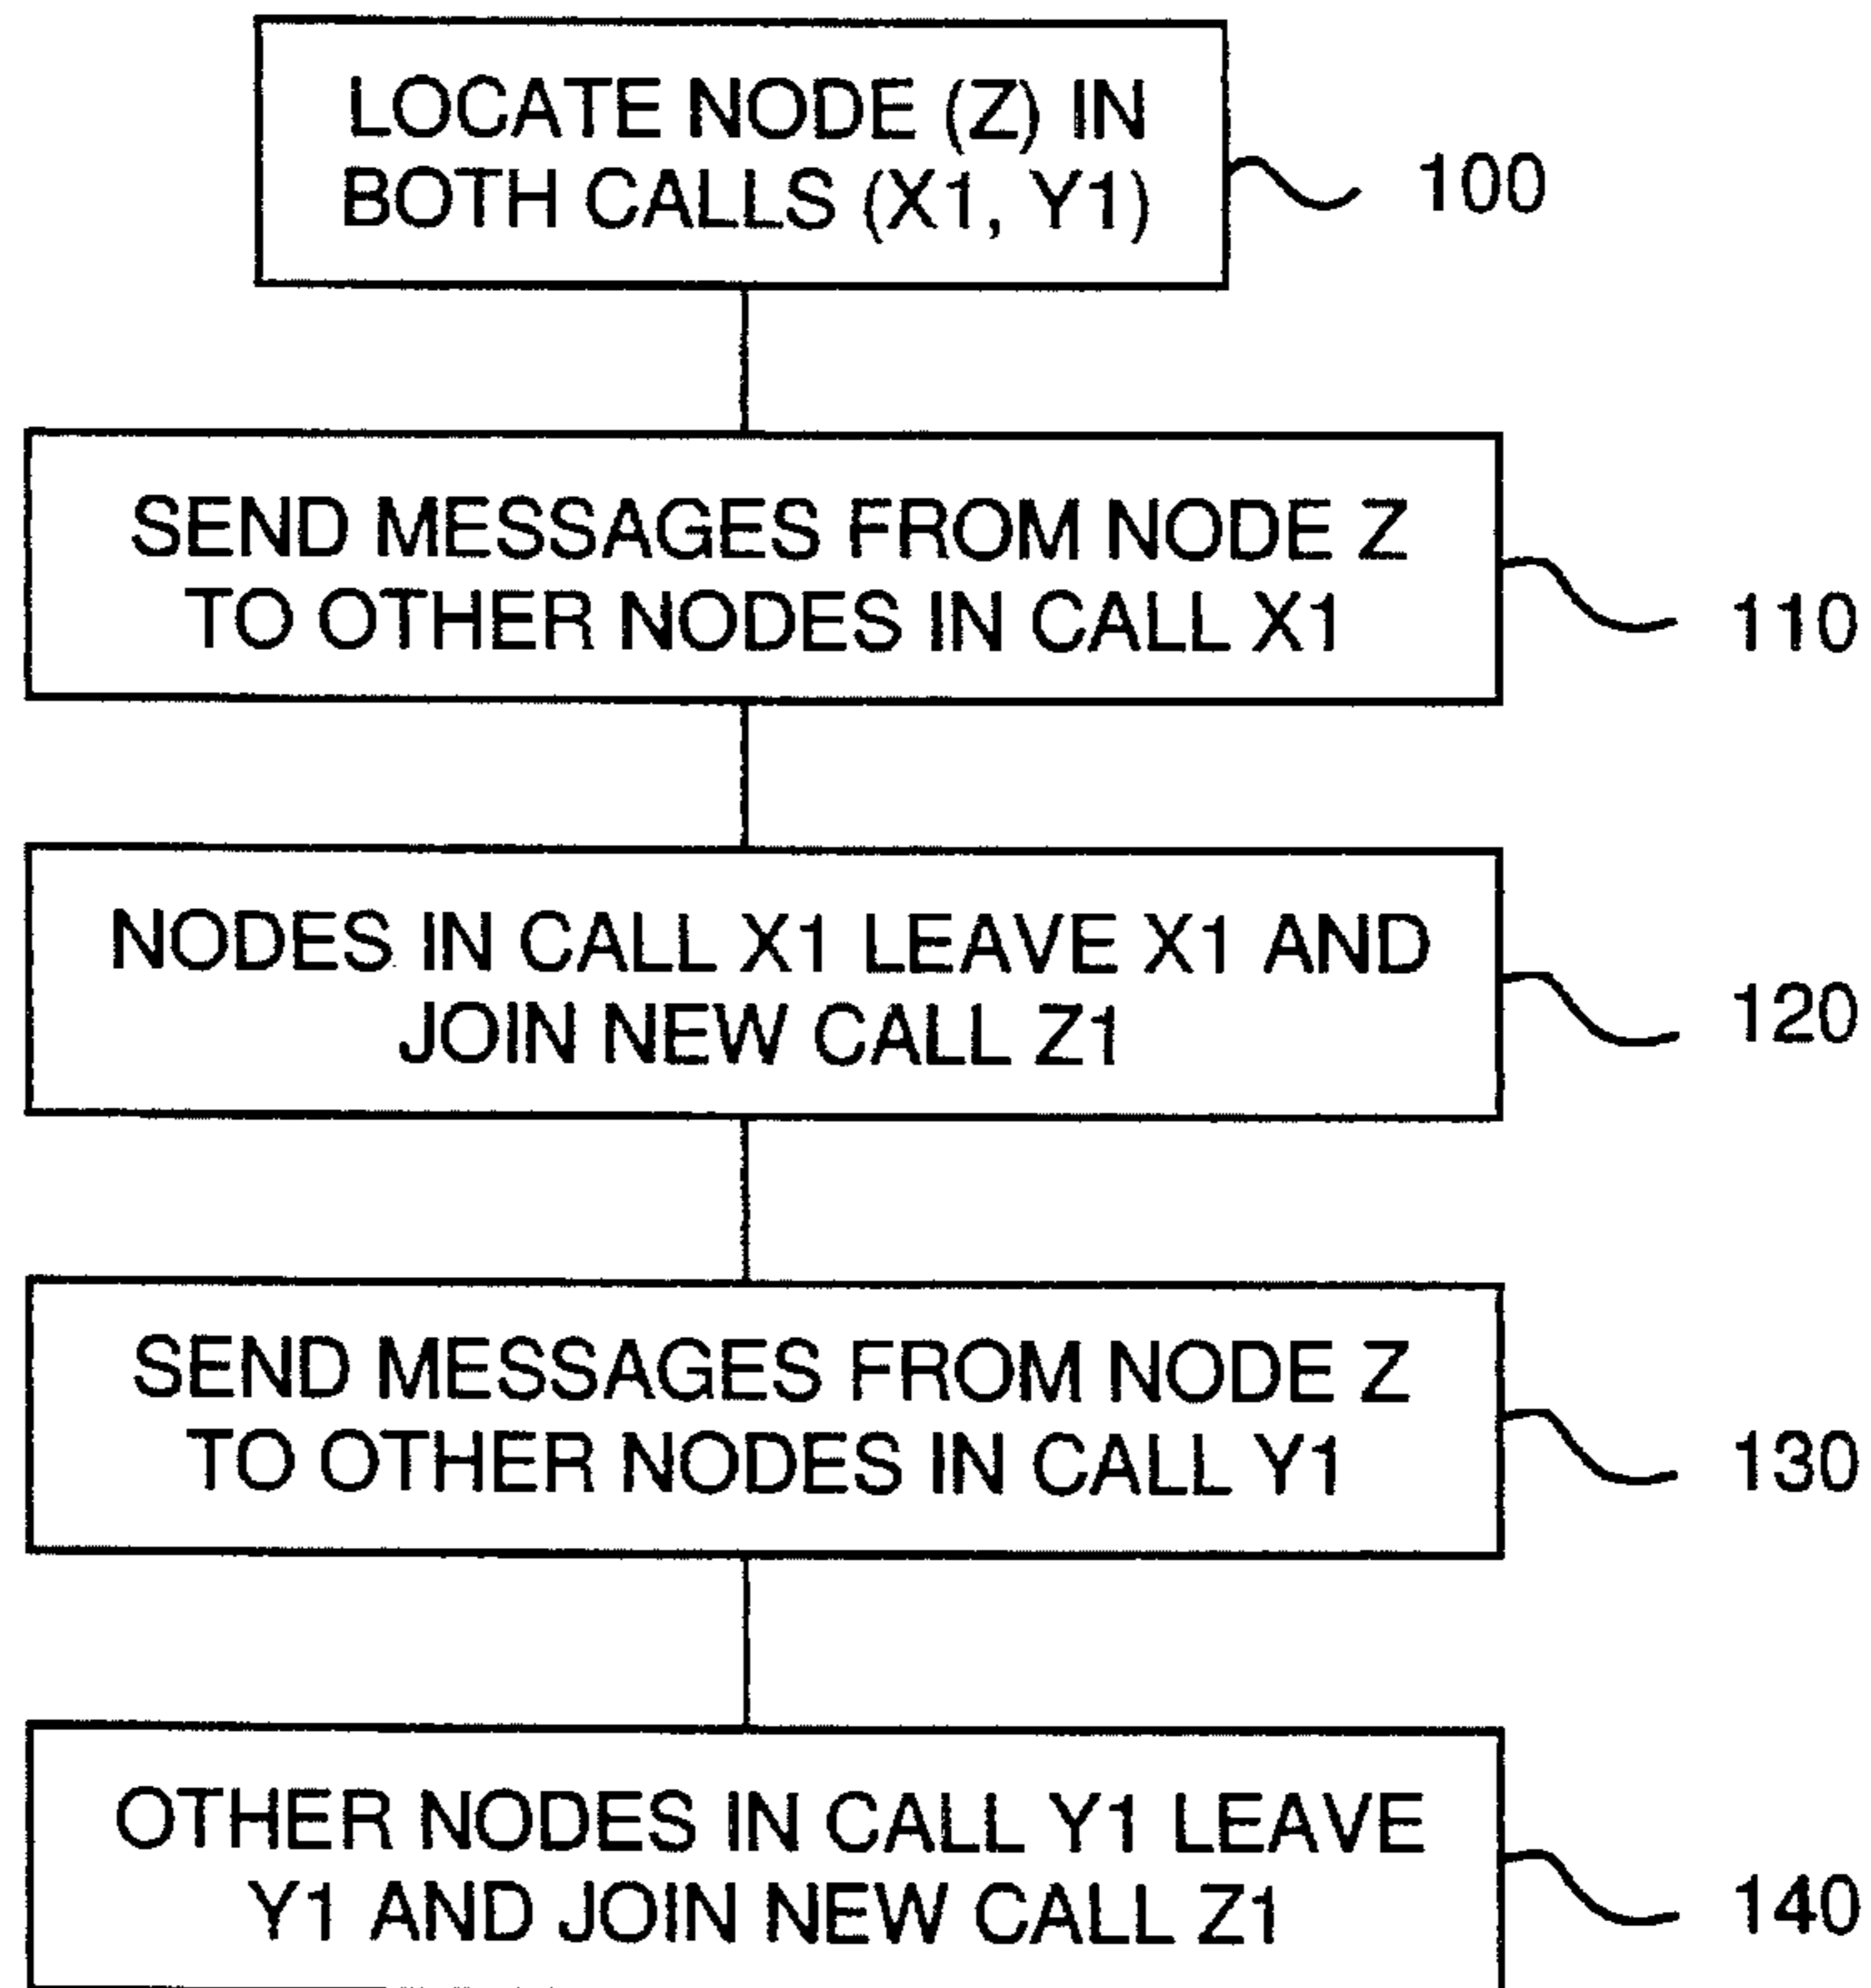 LOCATE NODE (Z) IN
BOTH CALLS (X1, Y1)
100
SEND MESSAGES FROM NODE Z
TO OTHER NODES IN CALL X1
110
NODES IN CALL X1 LEAVE X1 AND
JOIN NEW CALL Z1
120
SEND MESSAGES FROM NODE Z
TO OTHER NODES IN CALL Y1
130
OTHER NODES IN CALL Y1 LEAVE
Y1 AND JOIN NEW CALL Z1
140